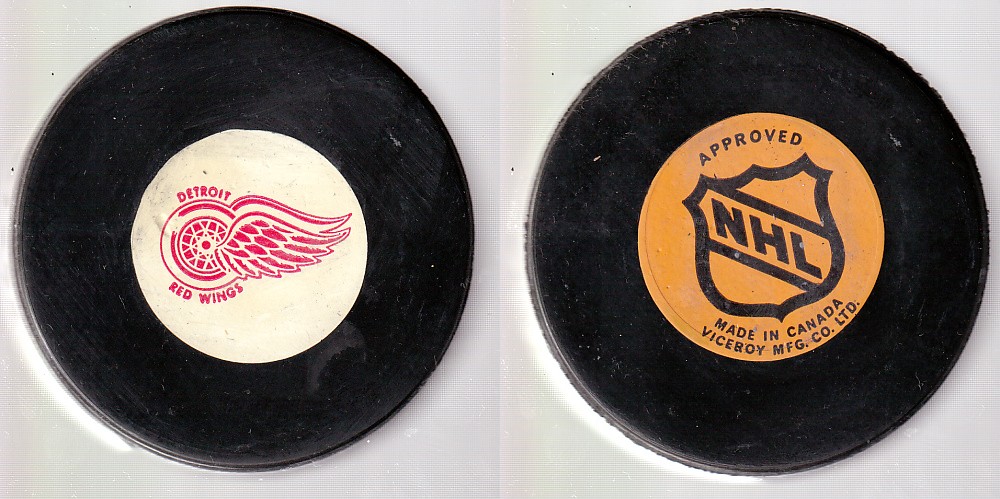 DETROIT
RED WINGS
APPROVED
NHL
MADE IN CANADA
VICEROY MFG. CO. LTD.